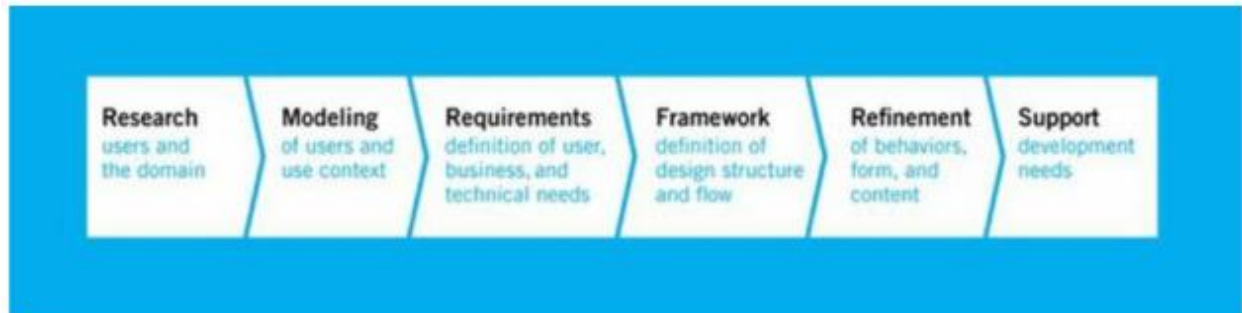 Research
users and
the domain
Modeling
of users and
use context
Requirements
definition of user,
business, and
technical needs
Framework
definition of
design structure
and flow
Refinement
of behaviors,
form, and
content
Support
development
needs